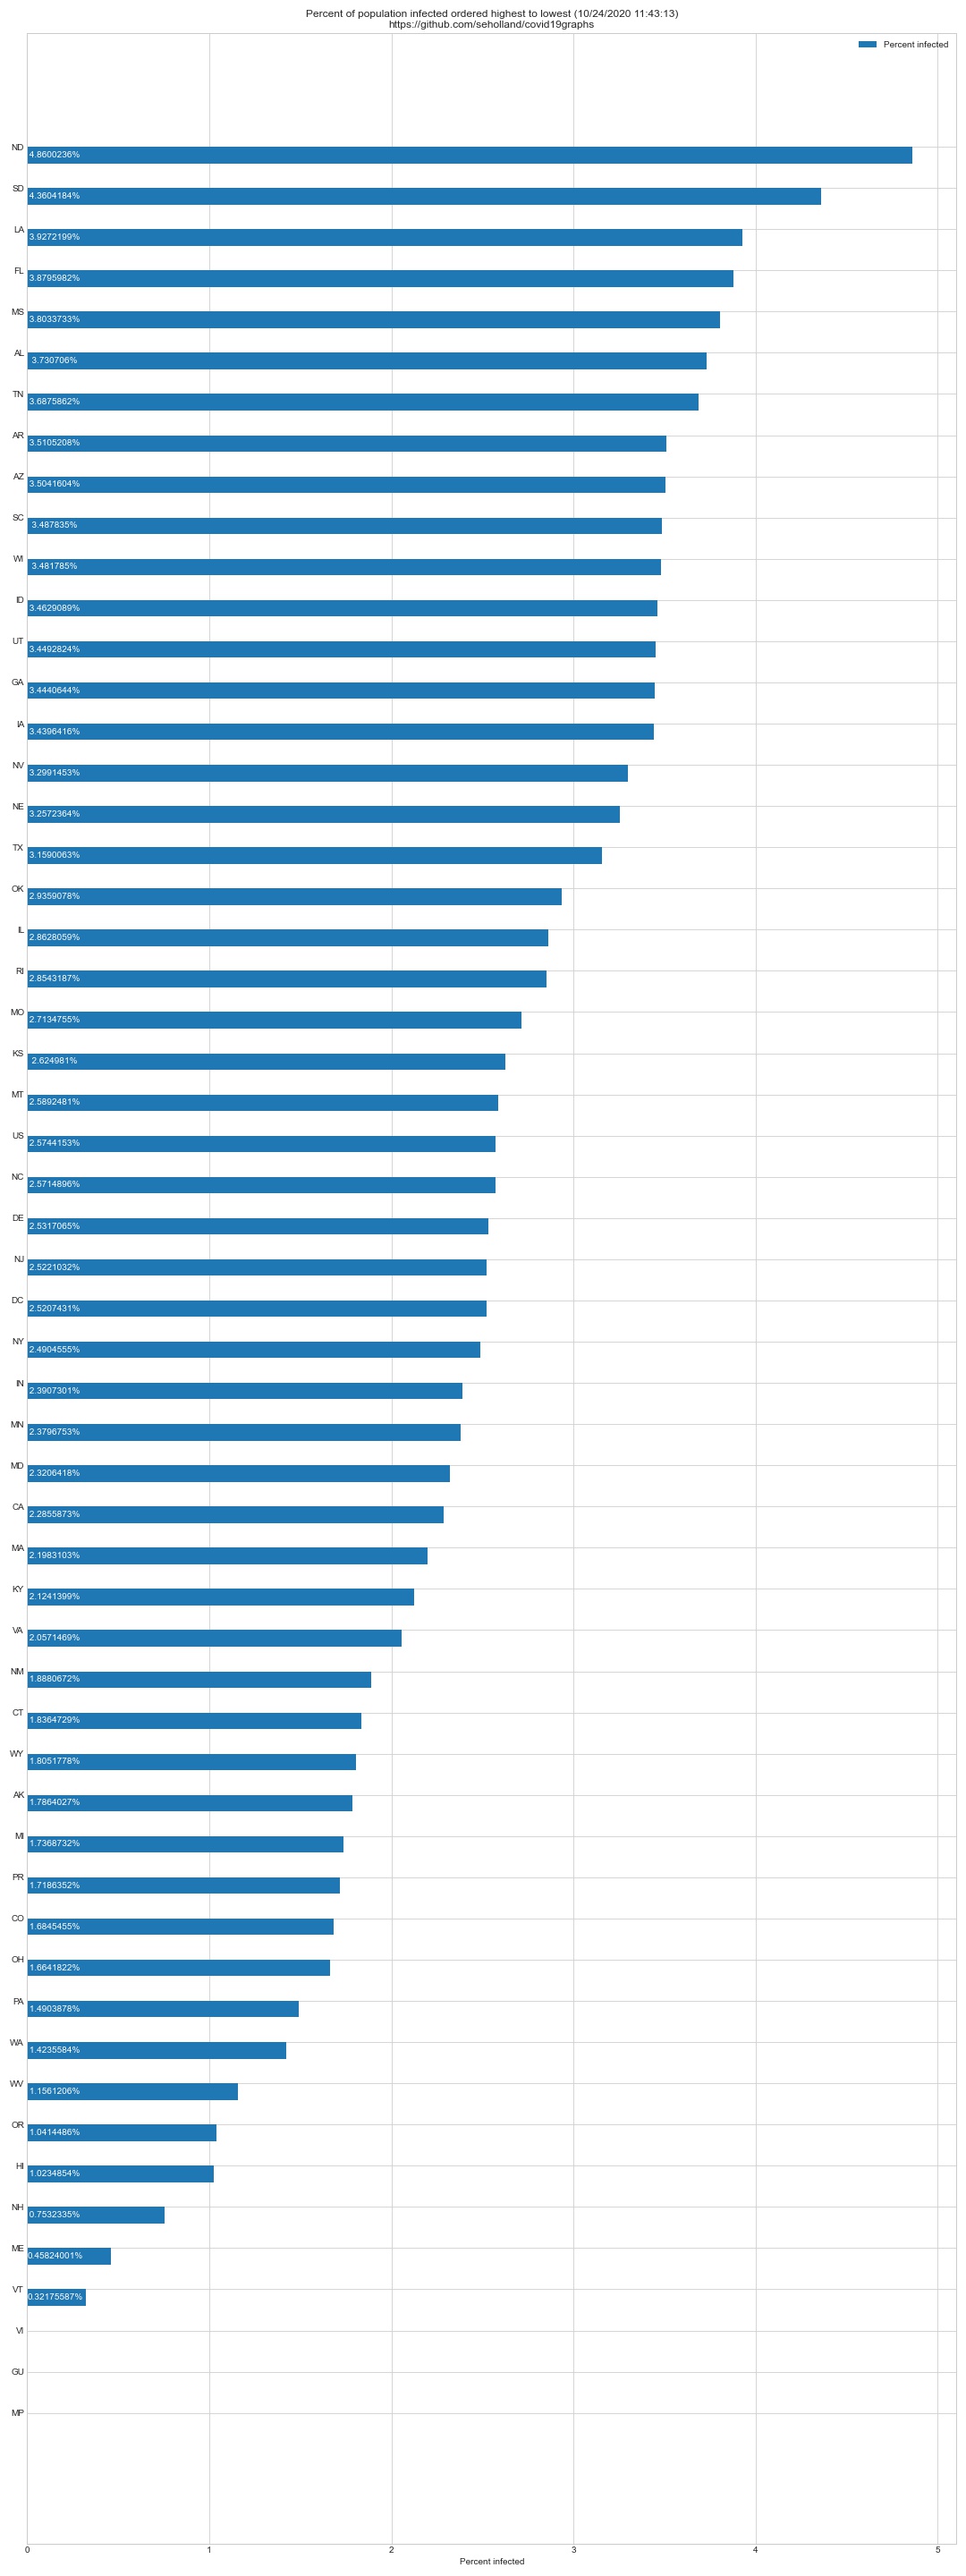 Percent of population infected ordered highest to lowest (10/24/2020 11:43:13)
https://github.com/seholland/covid19graphs
Percent infected
ND 4.8600236%
SD 4.3604184%
LA 3.9272199%
FL 3.8795982%
MS 3.8033733%
AL 3.730706%
TN 3.6875862%
AR 3.5105208%
AZ 3.5041604%
SC 3.487835%
WI 3.481785%
ID 3.4629089%
UT 3.4492824%
GA 3.4440644%
IA 3.4396416%
NV 3.2991453%
NE 3.2572364%
TX 3.1590063%
OK 2.9359078%
IL 2.8628059%
RI 2.8543187%
MO 2.7134755%
KS 2.624981%
MT 2.5892481%
US 2.5744153%
NC 2.5714896%
DE 2.5317065%
NJ 2.5221032%
DC 2.5207431%
NY 2.4904555%
IN 2.3907301%
MN 2.3796753%
MD 2.3206418%
CA 2.2855873%
MA 2.1983103%
KY 2.1241399%
VA 2.0571469%
NM 1.8880672%
CT 1.8364729%
WY 1.8051778%
AK 1.7864027%
MI 1.7368732%
PR 1.7186352%
CO 1.6845455%
OH 1.6641822%
PA 1.4903878%
WA 1.4235584%
WV 1.1561206%
OR 1.0414486%
HI 1.0234854%
NH 0.7532335%
ME 0.45824001%
VT 0.32175587%
VI
GU
MP
0 1 2 3 4 5
Percent infected